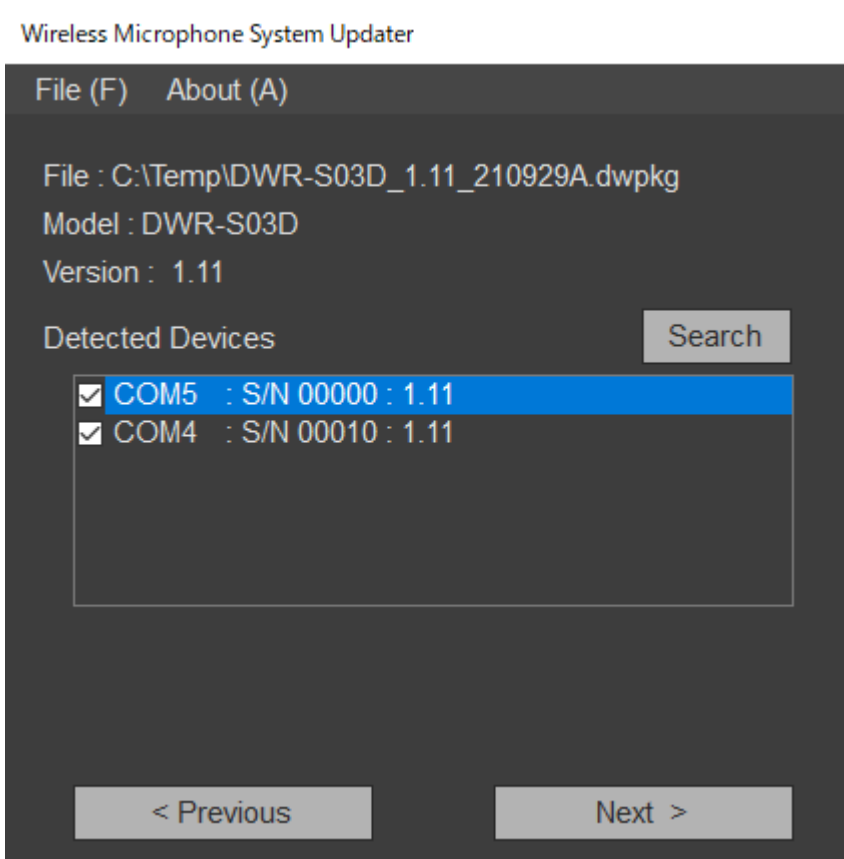 Wireless Microphone System Updater
File (F) About (A)
File : C:\Temp\DWR-S03D_1.11_210929A.dwpkg
Model : DWR-S03D
Version : 1.11
Detected Devices Search
COM5 : S/N 00000 : 1.11
COM4 : S/N 00010 : 1.11
< Previous Next >